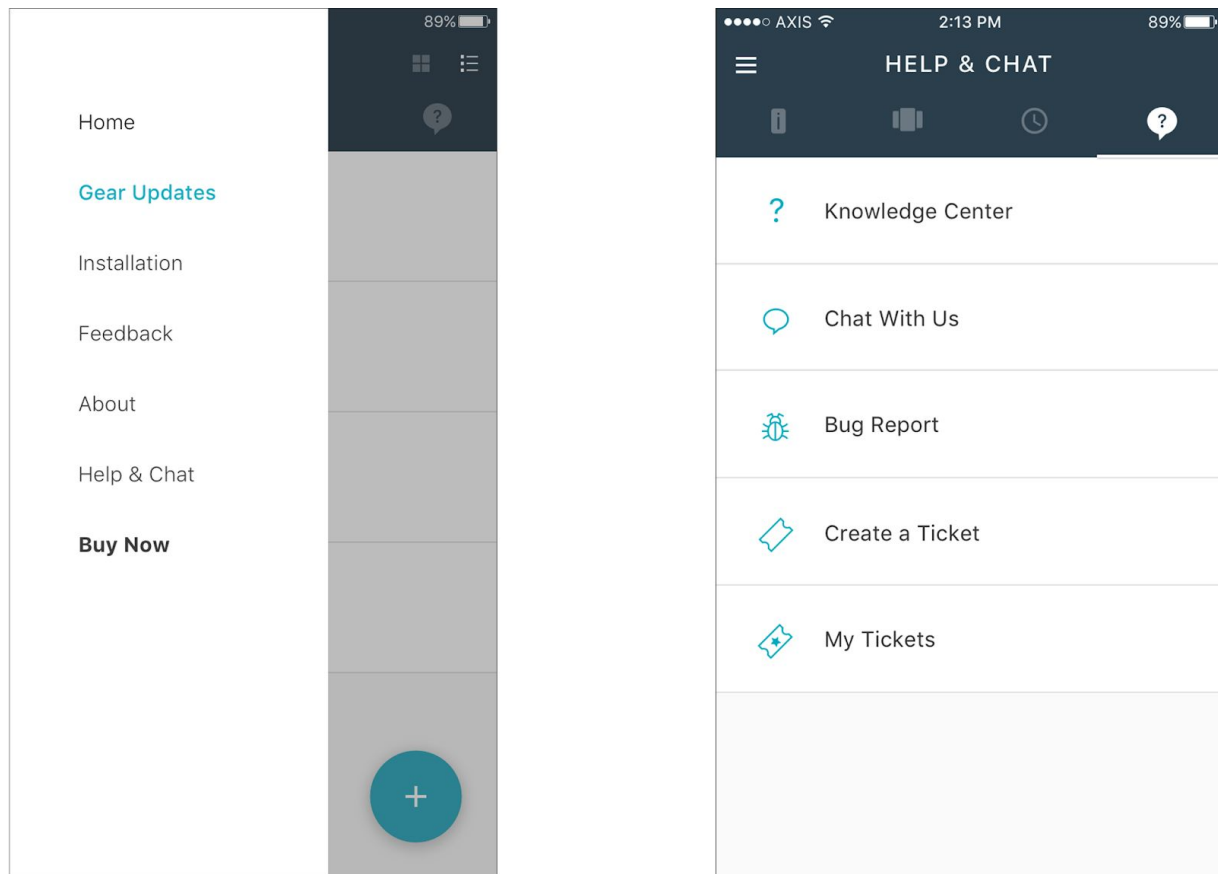 89%
Home
Gear Updates
Installation
Feedback
About
Help & Chat
Buy Now
AXIS 2:13 PM 89%
HELP & CHAT
Knowledge Center
Chat With Us
Bug Report
Create a Ticket
My Tickets